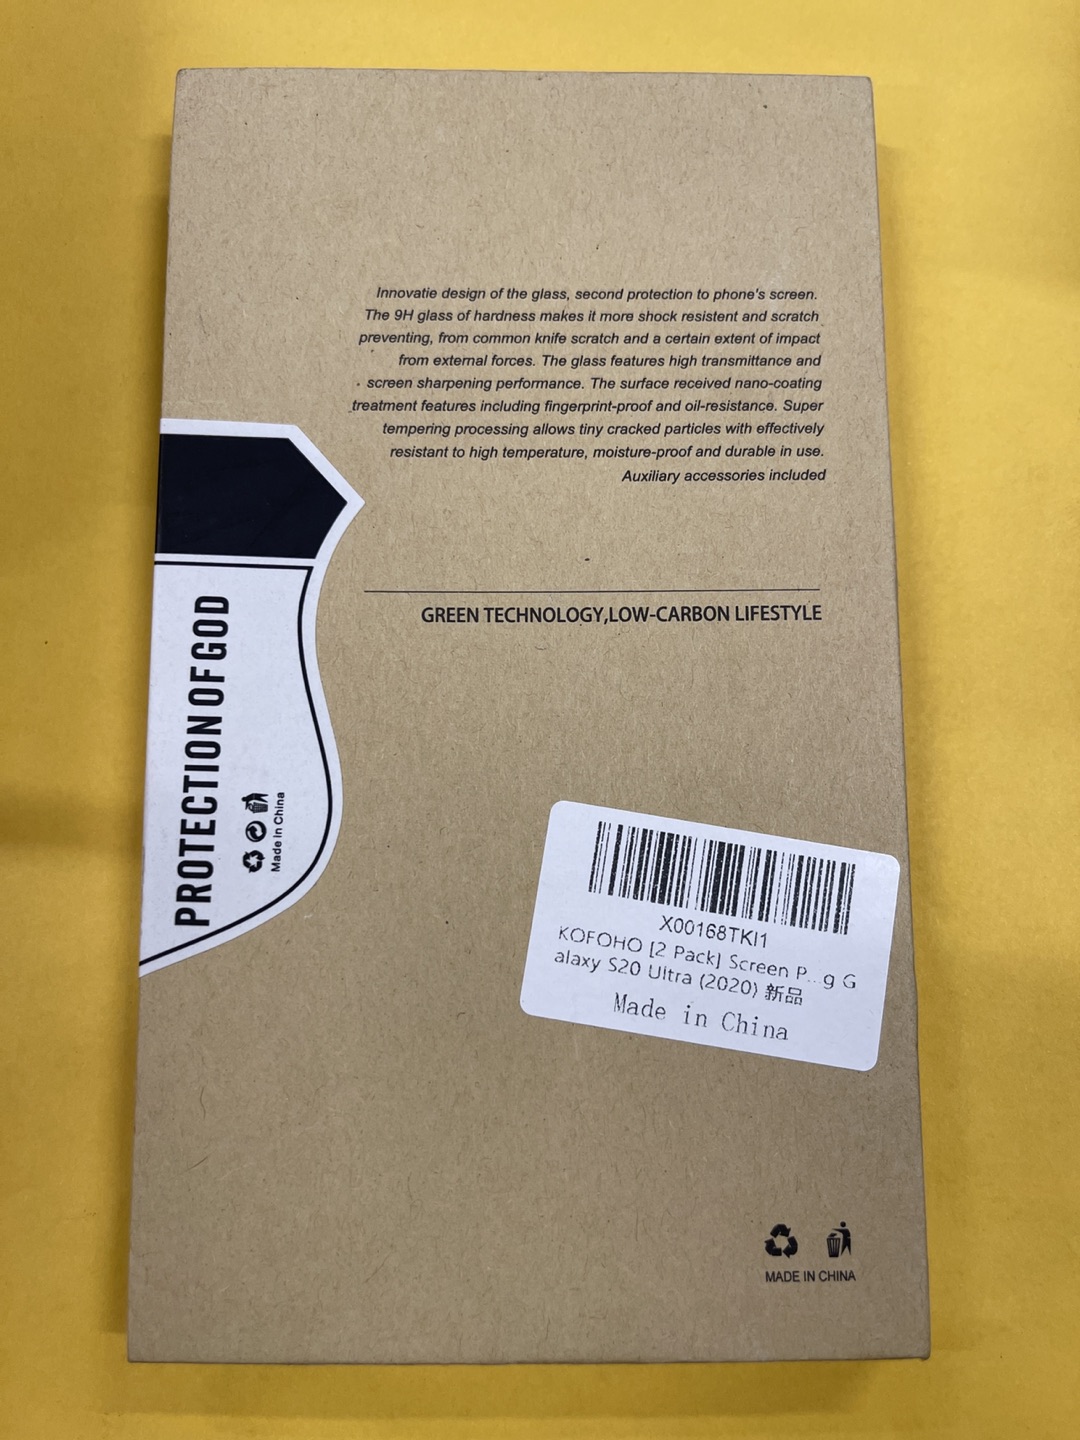 Innovatie design of the glass, second protection to phone's screen.
The 9H glass of hardness makes it more shock resistent and scratch
preventing, from common knife scratch and a certain extent of impact
from external forces. The glass features high transmittance and
screen sharpening performance. The surface received nano-coating
treatment features including fingerprint-proof and oil-resistance. Super
tempering processing allows tiny cracked particles with effectively
resistant to high temperature, moisture-proof and durable in use.
Auxiliary accessories included
GREEN TECHNOLOGY,LOW-CARBON LIFESTYLE
PROTECTION OF GOD
Made in China
X00168TKI1
KOFOHO [2 Pack] Screen P...g G
alaxy S20 Ultra (2020) 新品
Made in China
MADE IN CHINA